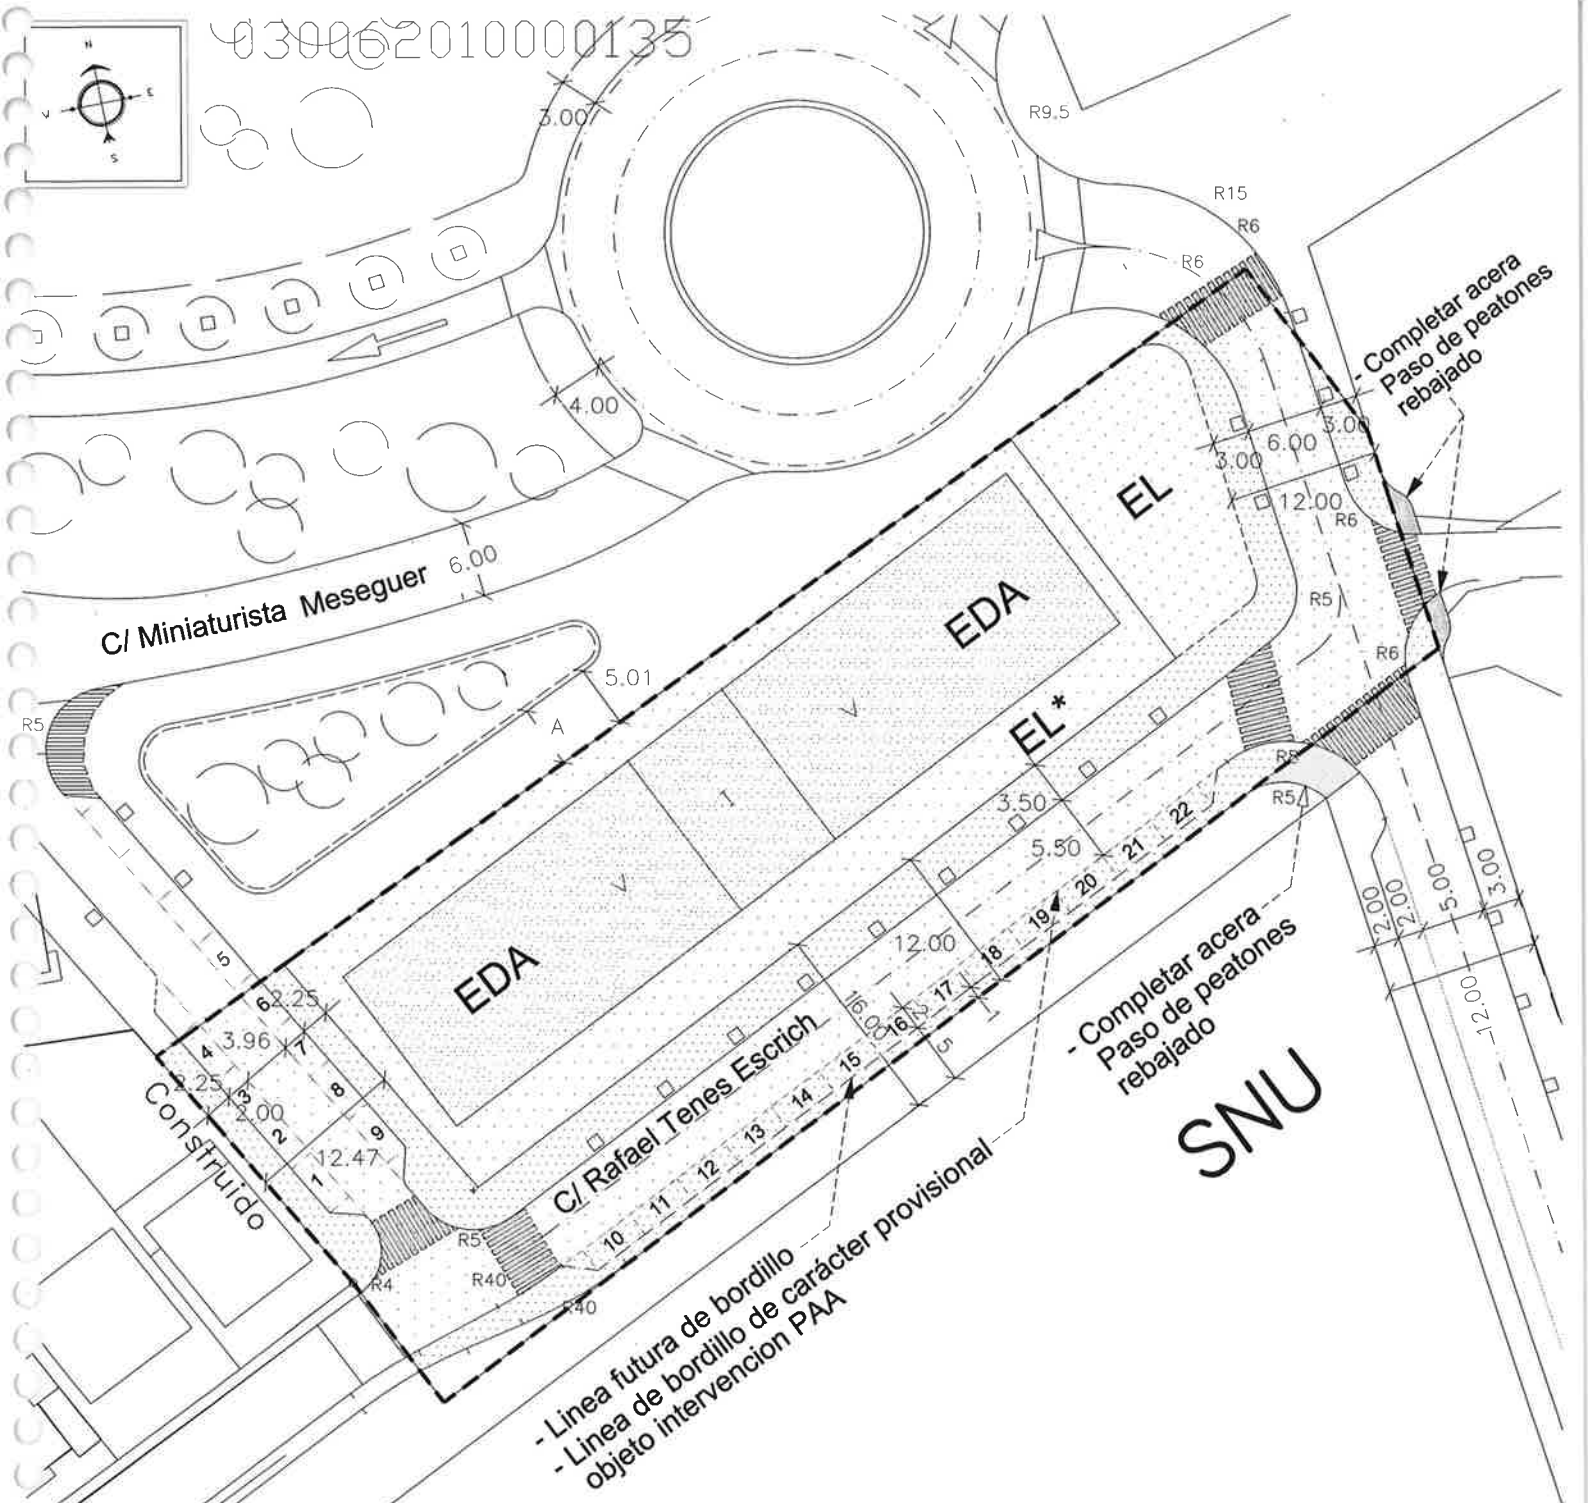 030062010000135
N
V
E
S
3.00
R9.5
R15
R6
R6
- Completar acera
Paso de peatones
rebajado
4.00
3.00
6.00
3.00
12.00
R6
EL
6.00
C/ Miniaturista Meseguer
EDA
R5
R6
5.01
R5
A
V
EL*
R5
R5
I
3.50
5.50
22
21
20
19
18
17
16
15
14
13
12
11
10
V
EDA
12.00
16.00
2
1
5
2.00
2.00
5.00
3.00
12.00
5
6
2.25
4
3.96
7
2.25
3
8
2.00
2
9
12.47
1
Construido
C/ Rafael Tenes Escrich
- Completar acera
Paso de peatones
rebajado
SNU
R5
R4
R40
R40
- Linea futura de bordillo
- Linea de bordillo de carácter provisional
objeto intervencion PAA